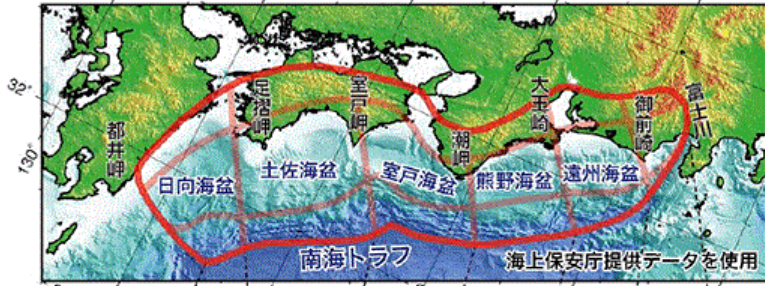 32°
130°
都井岬
足摺岬
室戸岬
潮岬
大王崎
御前崎
富士川
日向海盆
土佐海盆
室戸海盆
熊野海盆
遠州海盆
南海トラフ
海上保安庁提供データを使用